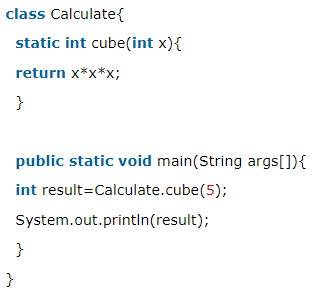 class Calculate{
static int cube(int x){
return x*x*x;
}
public static void main(String args[]){
int result=Calculate.cube(5);
System.out.println(result);
}
}